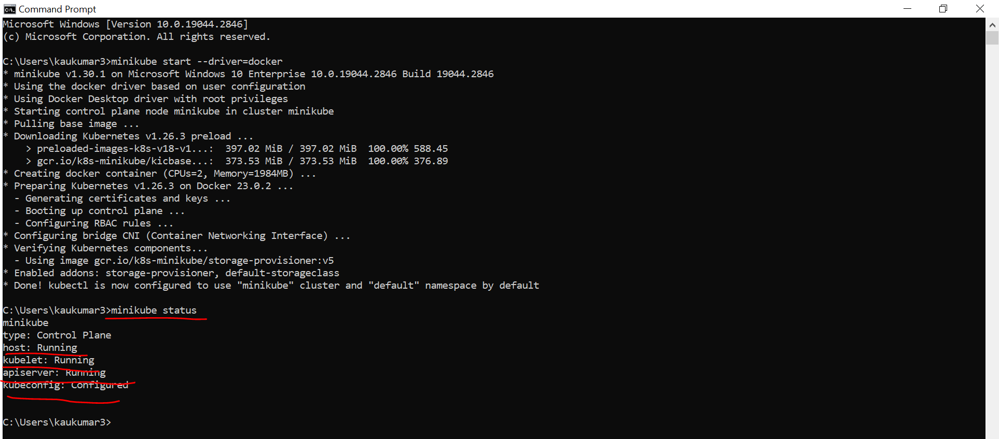 Command Prompt
Microsoft Windows [Version 10.0.19044.2846]
(c) Microsoft Corporation. All rights reserved.
C:\Users\kaukumar3>minikube start --driver=docker
* minikube v1.30.1 on Microsoft Windows 10 Enterprise 10.0.19044.2846 Build 19044.2846
* Using the docker driver based on user configuration
* Using Docker Desktop driver with root privileges
* Starting control plane node minikube in cluster minikube
* Pulling base image ...
* Downloading Kubernetes v1.26.3 preload ...
    > preloaded-images-k8s-v18-v1...:  397.02 MiB / 397.02 MiB  100.00% 588.45
    > gcr.io/k8s-minikube/kicbase...:  373.53 MiB / 373.53 MiB  100.00% 376.89
* Creating docker container (CPUs=2, Memory=1984MB) ...
* Preparing Kubernetes v1.26.3 on Docker 23.0.2 ...
  - Generating certificates and keys ...
  - Booting up control plane ...
  - Configuring RBAC rules ...
* Configuring bridge CNI (Container Networking Interface) ...
* Verifying Kubernetes components...
  - Using image gcr.io/k8s-minikube/storage-provisioner:v5
* Enabled addons: storage-provisioner, default-storageclass
* Done! kubectl is now configured to use "minikube" cluster and "default" namespace by default
C:\Users\kaukumar3>minikube status
minikube
type: Control Plane
host: Running
kubelet: Running
apiserver: Running
kubeconfig: Configured
C:\Users\kaukumar3>